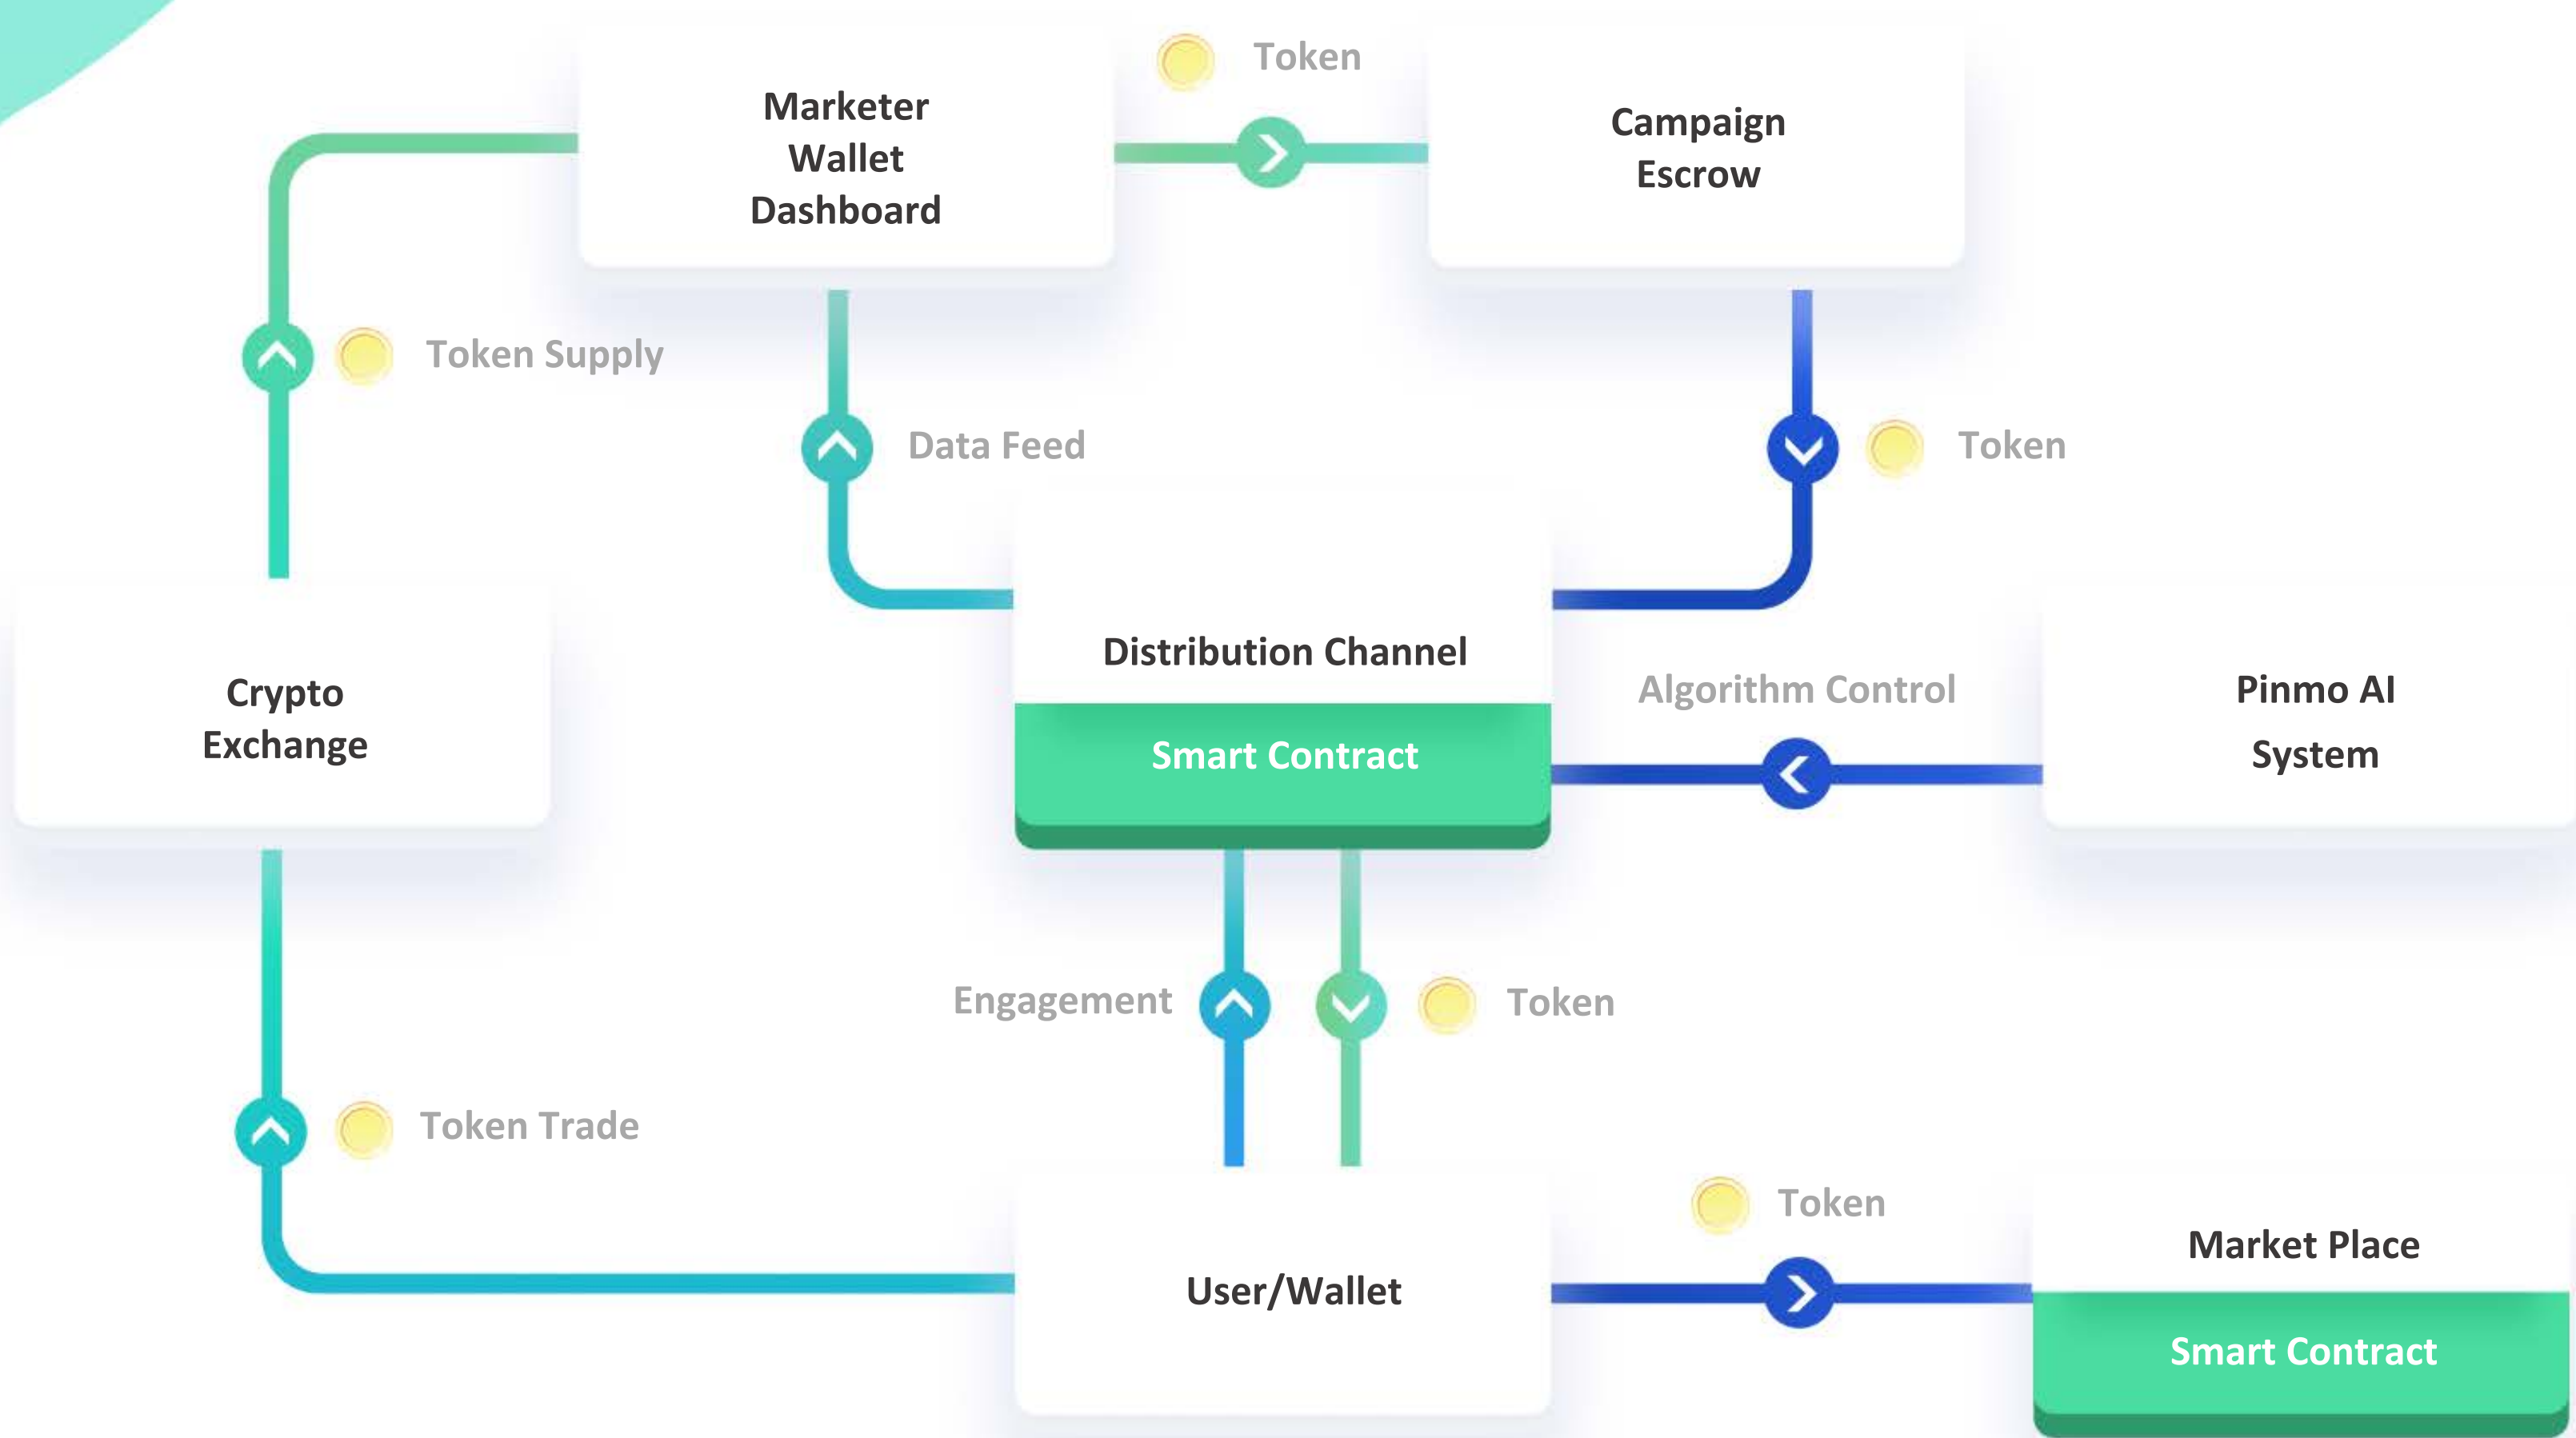 Token
Marketer
Wallet
Dashboard
Campaign
Escrow
Token Supply
Data Feed
Token
Distribution Channel
Smart Contract
Algorithm Control
Pinmo AI
System
Crypto
Exchange
Engagement
Token
Token Trade
Token
User/Wallet
Market Place
Smart Contract